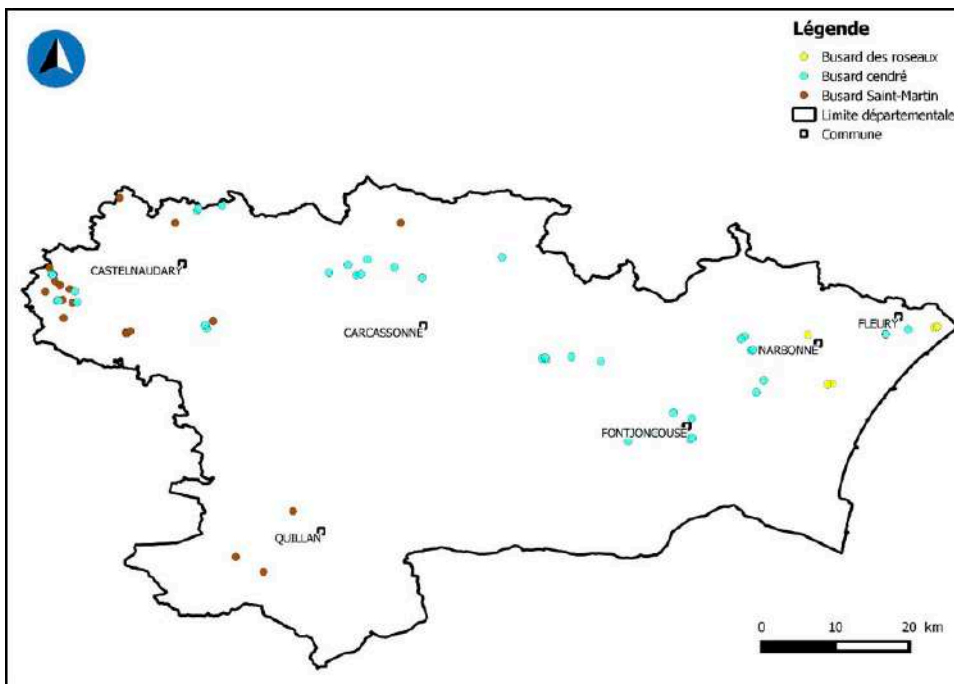 Légende
Busard des roseaux
Busard cendré
Busard Saint-Martin
Limite départementale
Commune
CASTELNAUDARY
CARCASSONNE
FLEURY
NARBONNE
FONTJONCOUSE
QUILLAN
0 10 20 km